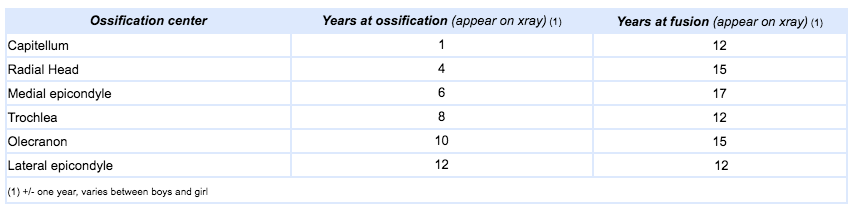 Ossification center Years at ossification (appear on xray) (1) Years at fusion (appear on xray) (1)
Capitellum 1 12
Radial Head 4 15
Medial epicondyle 6 17
Trochlea 8 12
Olecranon 10 15
Lateral epicondyle 12 12
(1) +/- one year, varies between boys and girl